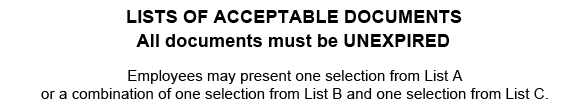 LISTS OF ACCEPTABLE DOCUMENTS
All documents must be UNEXPIRED
Employees may present one selection from List A
or a combination of one selection from List B and one selection from List C.